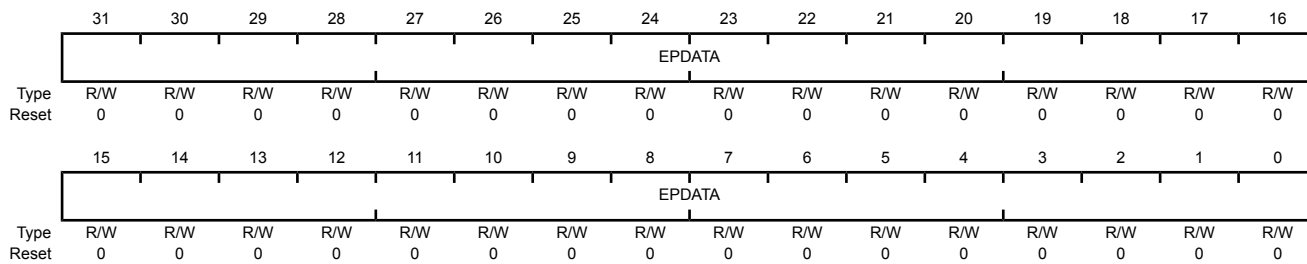 31 30 29 28 27 26 25 24 23 22 21 20 19 18 17 16
EPDATA
Type R/W R/W R/W R/W R/W R/W R/W R/W R/W R/W R/W R/W R/W R/W R/W R/W
Reset 0 0 0 0 0 0 0 0 0 0 0 0 0 0 0 0
15 14 13 12 11 10 9 8 7 6 5 4 3 2 1 0
EPDATA
Type R/W R/W R/W R/W R/W R/W R/W R/W R/W R/W R/W R/W R/W R/W R/W R/W
Reset 0 0 0 0 0 0 0 0 0 0 0 0 0 0 0 0